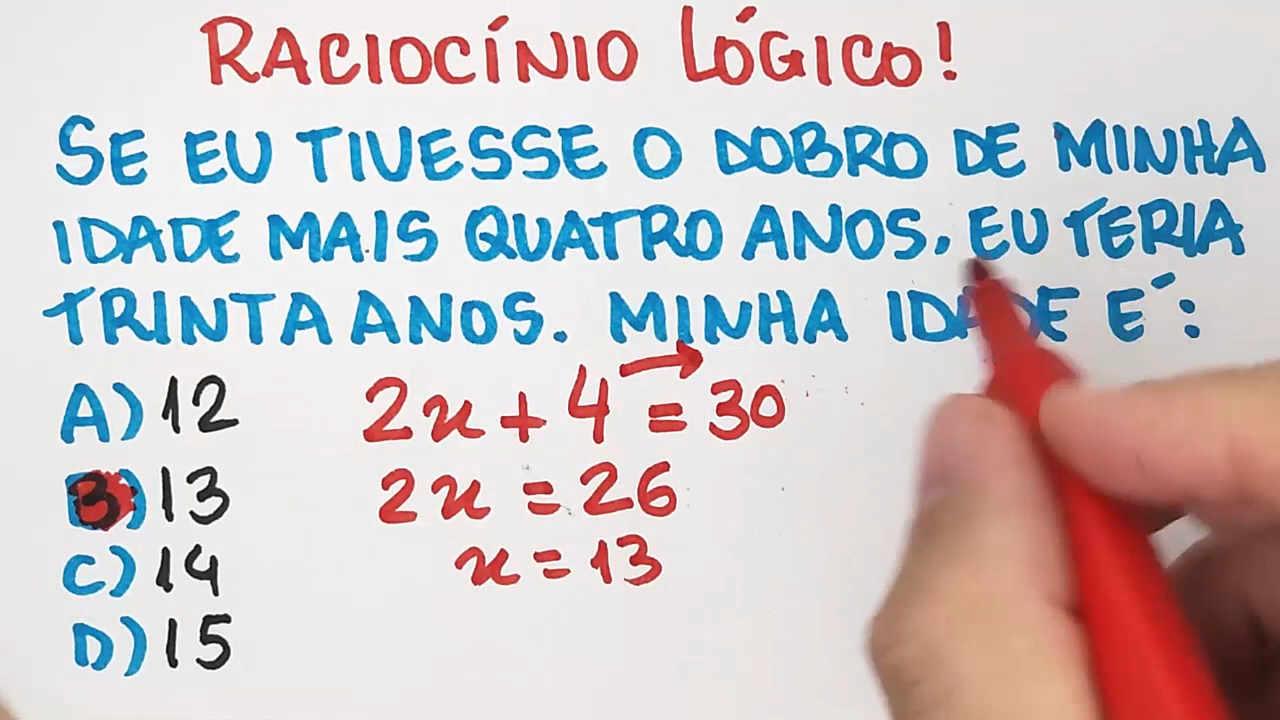 RACIOCÍNIO LÓGICO!
SE EU TIVESSE O DOBRO DE MINHA
IDADE MAIS QUATRO ANOS, EU TERIA
TRINTA ANOS. MINHA IDADE É:
A) 12
B) 13
C) 14
D) 15
2x + 4 = 30
2x = 26
x = 13